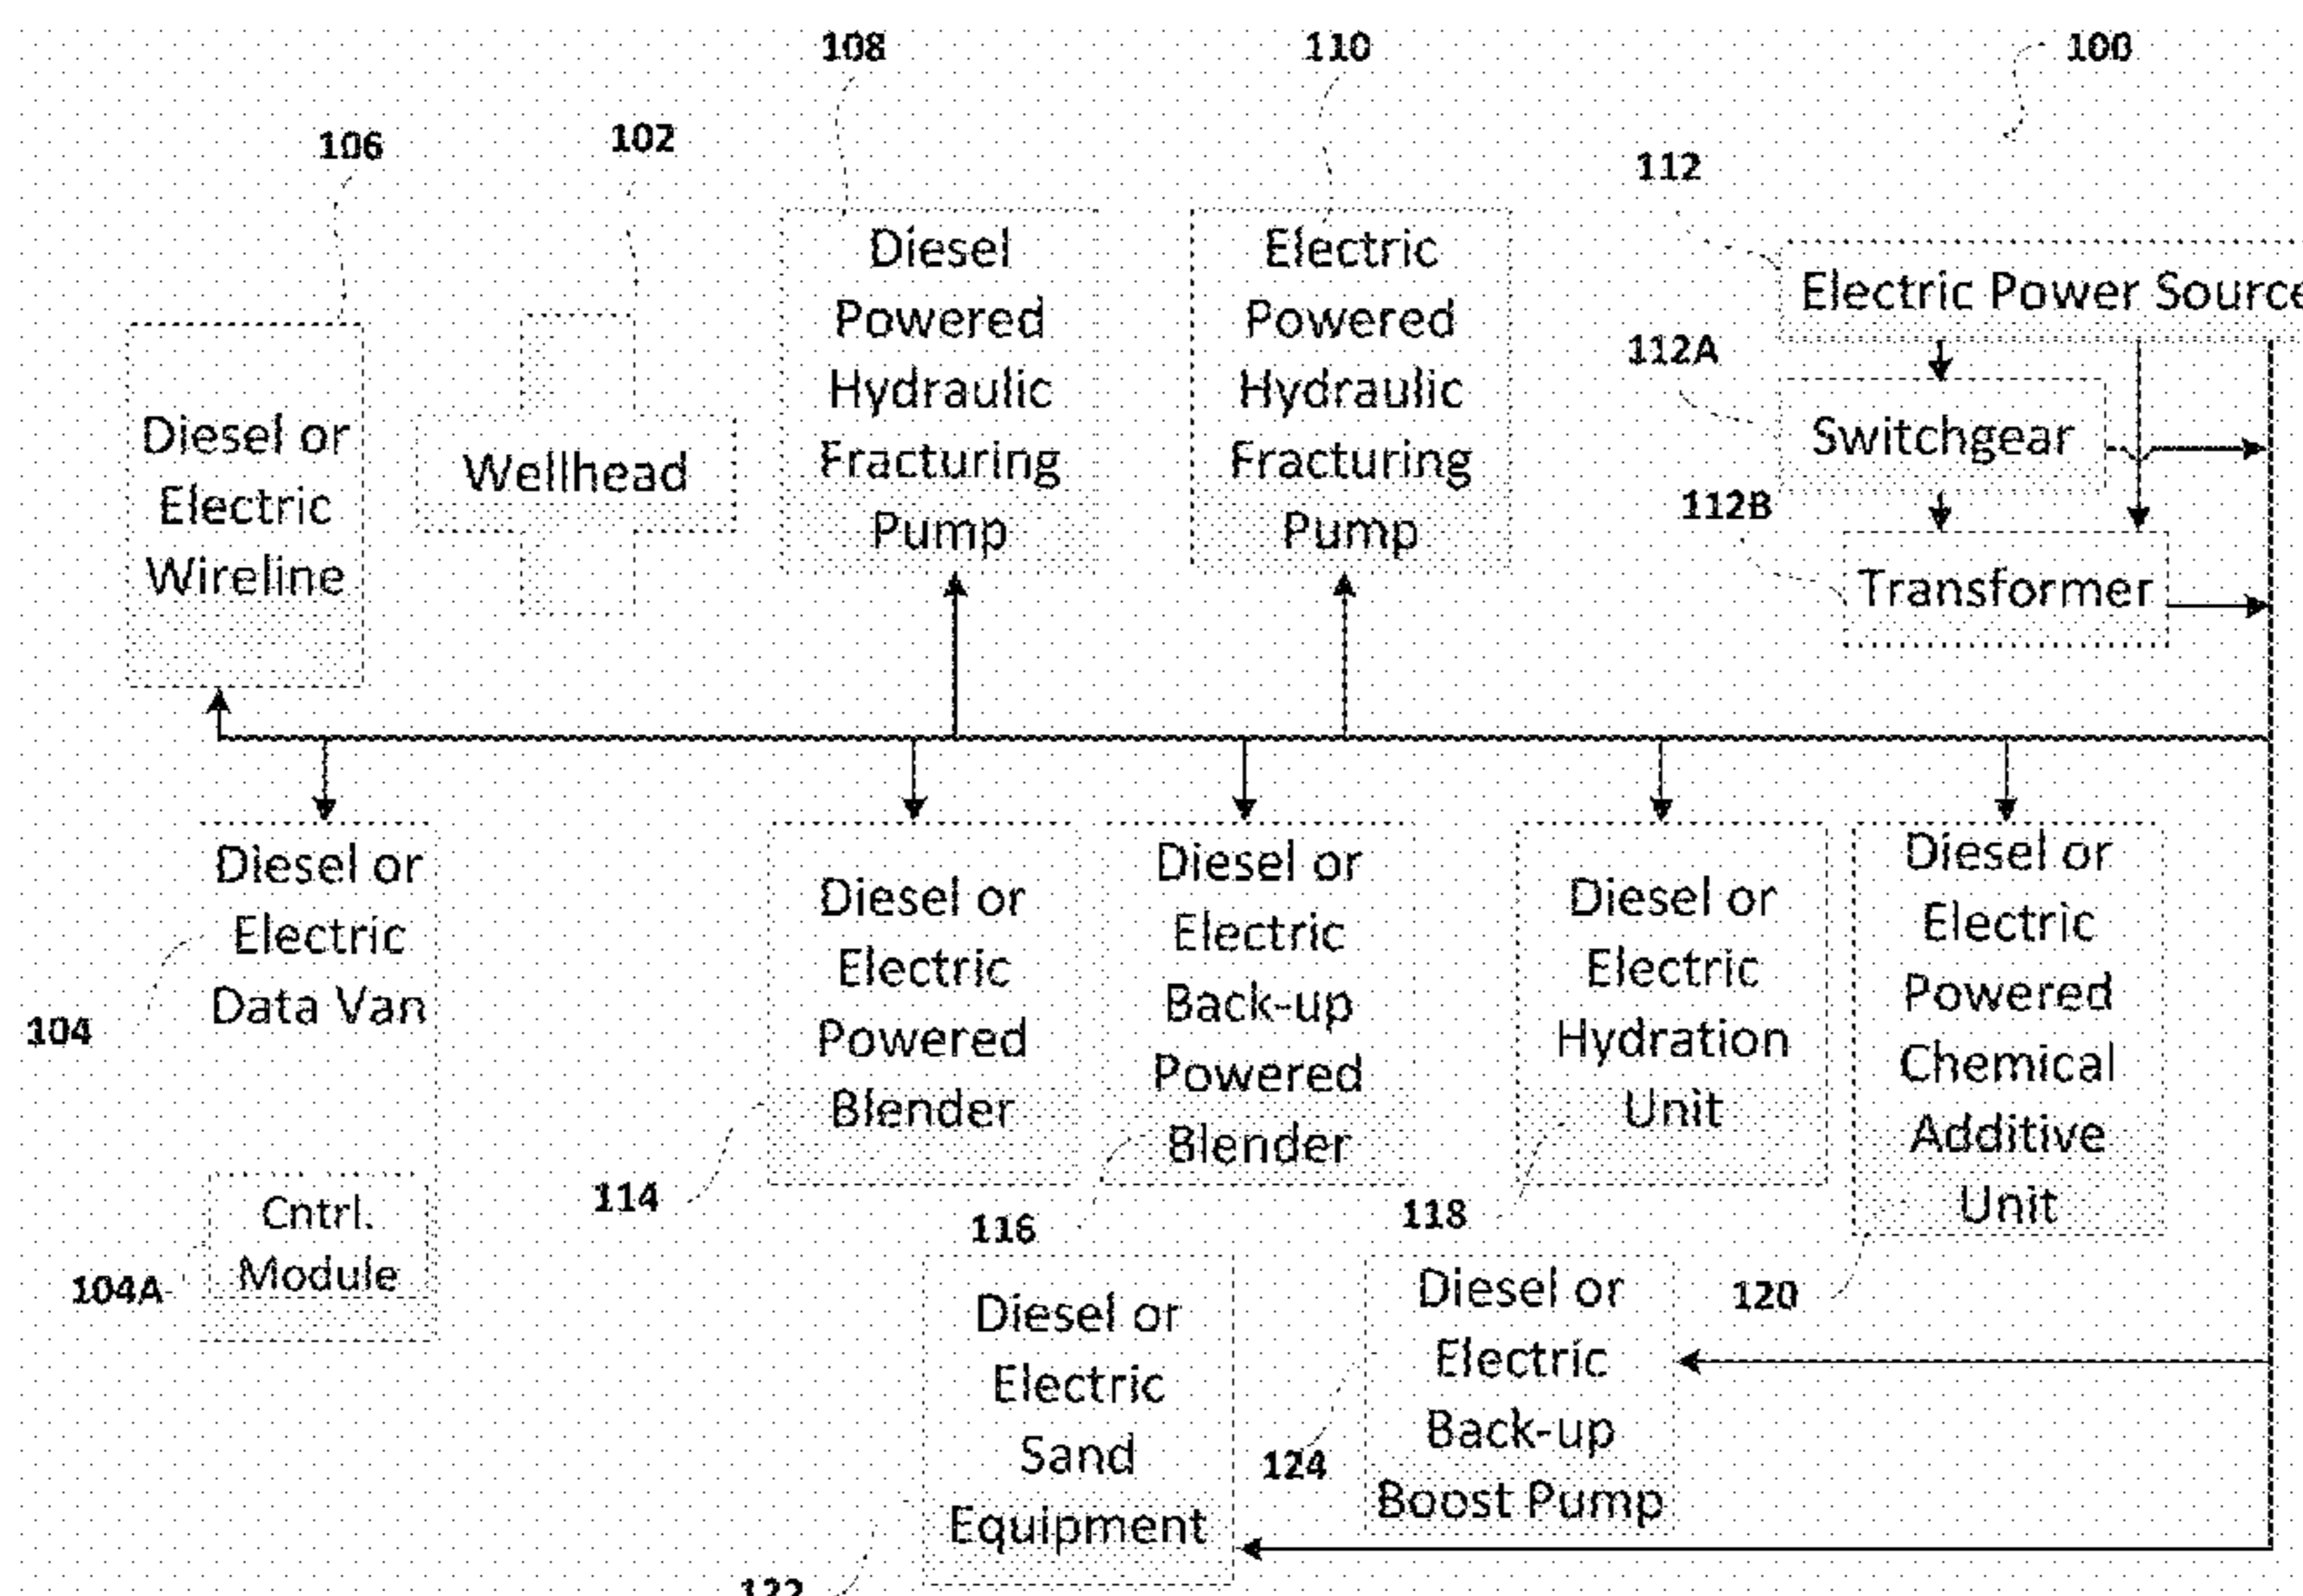 108
110
100
106
102
112
Diesel
Powered
Hydraulic
Fracturing
Pump
Electric
Powered
Hydraulic
Fracturing
Pump
Electric Power Source
112A
Switchgear
112B
Transformer
Diesel or
Electric
Wireline
Wellhead
Diesel or
Electric
Data Van
104
Cntrl.
Module
104A
Diesel or
Electric
Powered
Blender
114
Diesel or
Electric
Back-up
Powered
Blender
116
Diesel or
Electric
Hydration
Unit
118
Diesel or
Electric
Powered
Chemical
Additive
Unit
120
Diesel or
Electric
Sand
Equipment
122
Diesel or
Electric
Back-up
Boost Pump
124